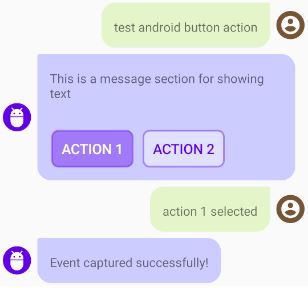 test android button action
This is a message section for showing
text
ACTION 1
ACTION 2
action 1 selected
Event captured successfully!